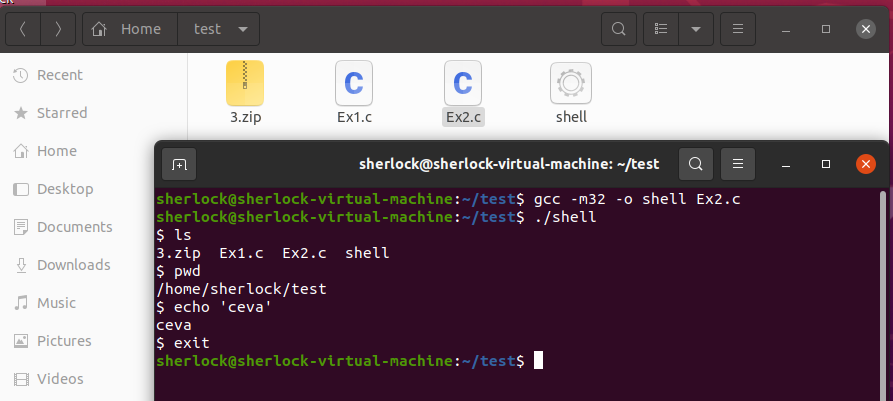 Home test
Recent
Starred
Home
Desktop
Documents
Downloads
Music
Pictures
Videos
3.zip Ex1.c Ex2.c shell
sherlock@sherlock-virtual-machine: ~/test
sherlock@sherlock-virtual-machine:~/test$ gcc -m32 -o shell Ex2.c
sherlock@sherlock-virtual-machine:~/test$ ./shell
$ ls
3.zip  Ex1.c  Ex2.c  shell
$ pwd
/home/sherlock/test
$ echo 'ceva'
ceva
$ exit
sherlock@sherlock-virtual-machine:~/test$